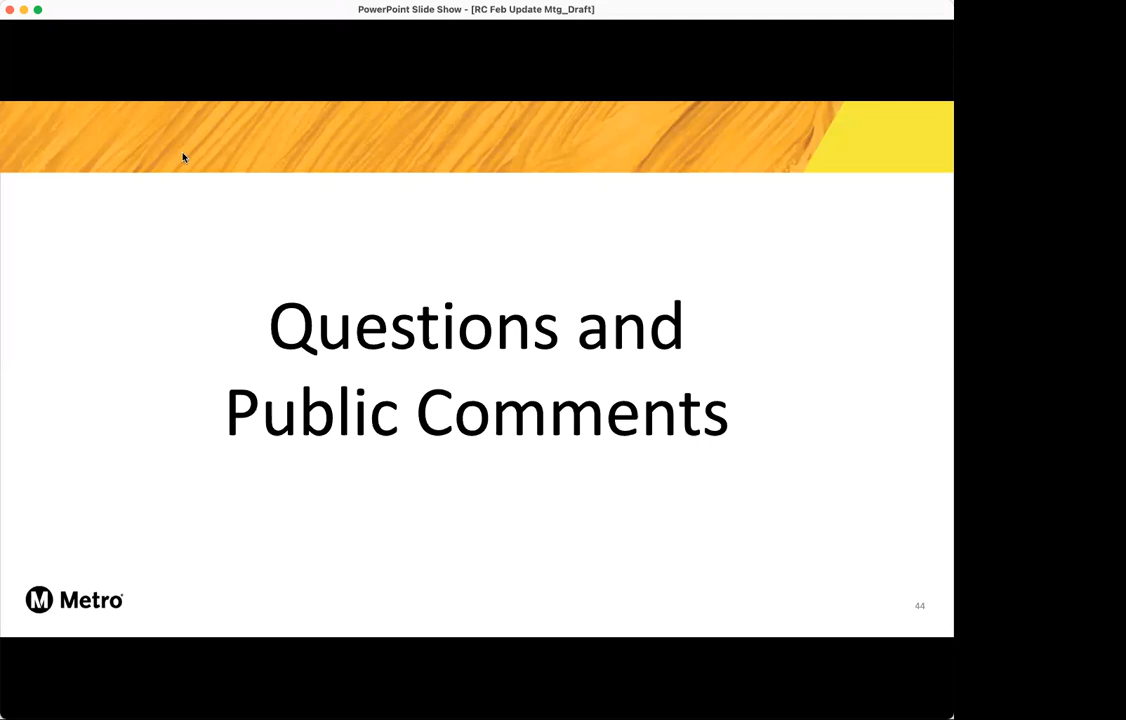 PowerPoint Slide Show - [RC Feb Update Mtg_Draft]
Questions and
Public Comments
M Metro
44